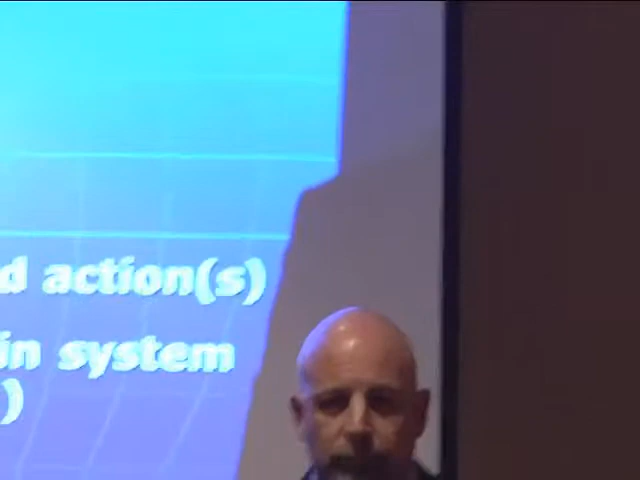 d action(s)
in system
)